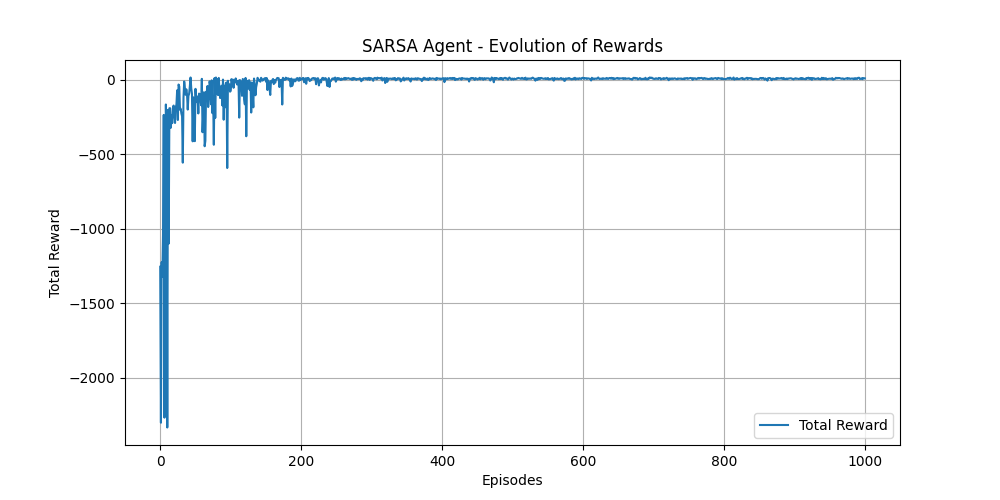 SARSA Agent - Evolution of Rewards
0
−500
−1000
−1500
−2000
Total Reward
0 200 400 600 800 1000
Episodes
Total Reward